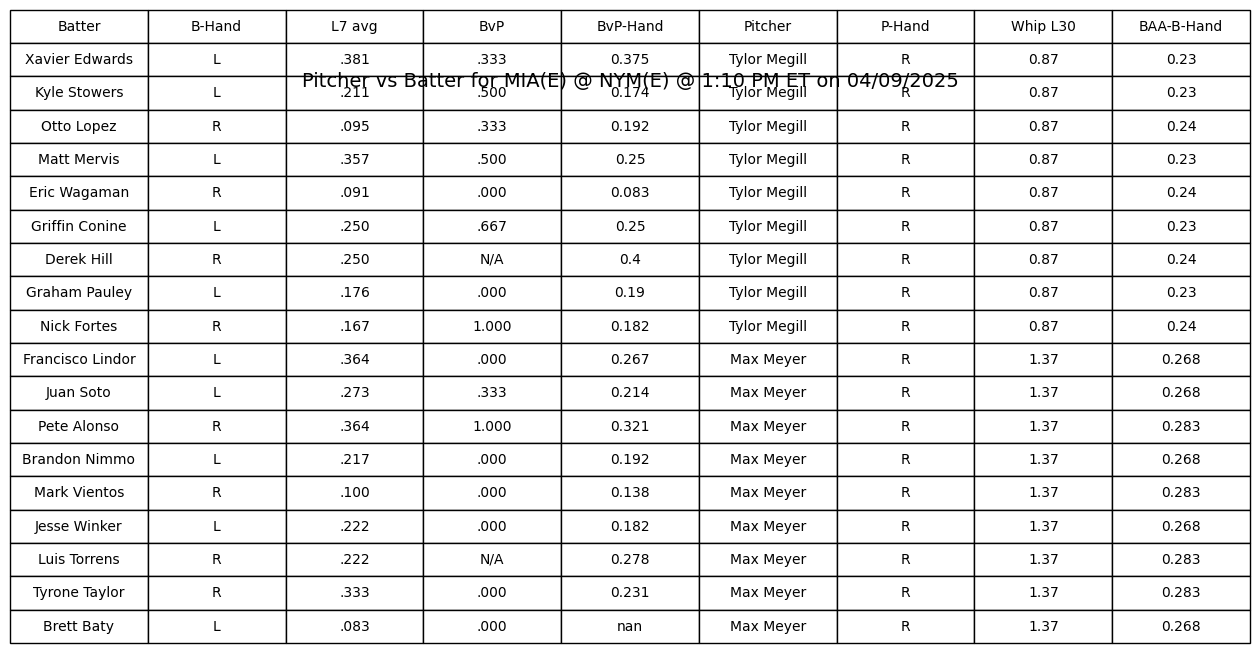 Batter B-Hand L7 avg BvP BvP-Hand Pitcher P-Hand Whip L30 BAA-B-Hand
Xavier Edwards L .381 .333 0.375 Tylor Megill R 0.87 0.23
Pitcher vs Batter for MIA(E) @ NYM(E) @ 1:10 PM ET on 04/09/2025
Kyle Stowers L .211 .500 0.174 Tylor Megill R 0.87 0.23
Otto Lopez R .095 .333 0.192 Tylor Megill R 0.87 0.24
Matt Mervis L .357 .500 0.25 Tylor Megill R 0.87 0.23
Eric Wagaman R .091 .000 0.083 Tylor Megill R 0.87 0.24
Griffin Conine L .250 .667 0.25 Tylor Megill R 0.87 0.23
Derek Hill R .250 N/A 0.4 Tylor Megill R 0.87 0.24
Graham Pauley L .176 .000 0.19 Tylor Megill R 0.87 0.23
Nick Fortes R .167 1.000 0.182 Tylor Megill R 0.87 0.24
Francisco Lindor L .364 .000 0.267 Max Meyer R 1.37 0.268
Juan Soto L .273 .333 0.214 Max Meyer R 1.37 0.268
Pete Alonso R .364 1.000 0.321 Max Meyer R 1.37 0.283
Brandon Nimmo L .217 .000 0.192 Max Meyer R 1.37 0.268
Mark Vientos R .100 .000 0.138 Max Meyer R 1.37 0.283
Jesse Winker L .222 .000 0.182 Max Meyer R 1.37 0.268
Luis Torrens R .222 N/A 0.278 Max Meyer R 1.37 0.283
Tyrone Taylor R .333 .000 0.231 Max Meyer R 1.37 0.283
Brett Baty L .083 .000 nan Max Meyer R 1.37 0.268